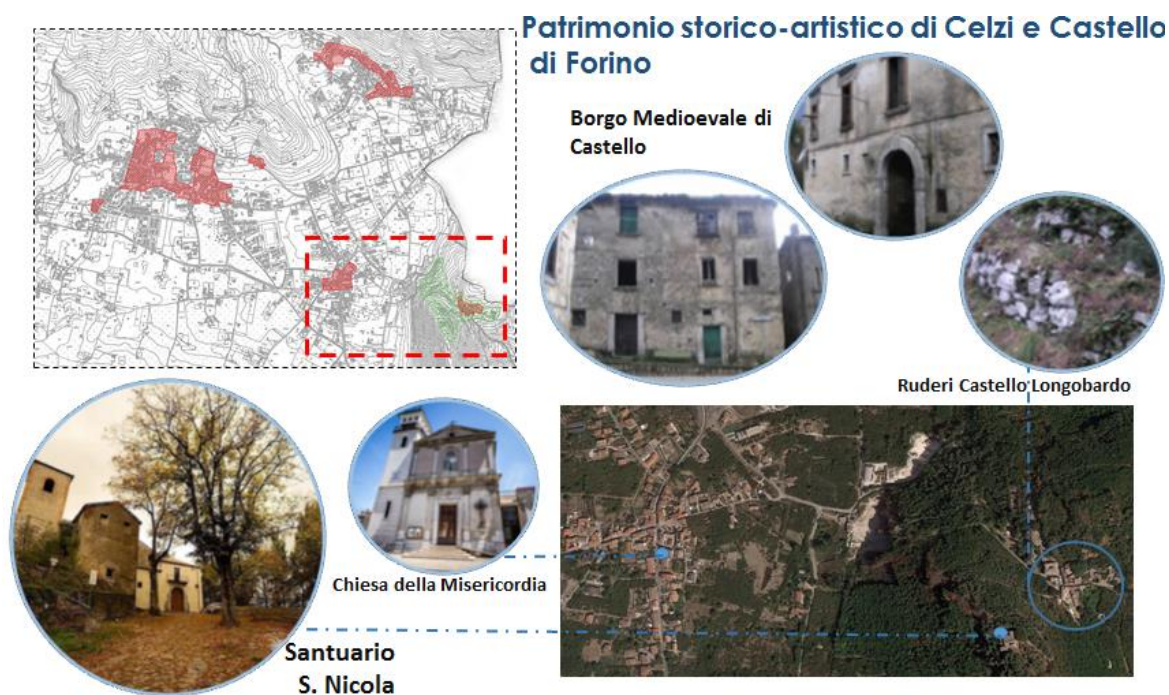 Patrimonio storico-artistico di Celzi e Castello
di Forino
Borgo Medioevale di
Castello
Ruderi Castello Longobardo
Chiesa della Misericordia
Santuario
S. Nicola